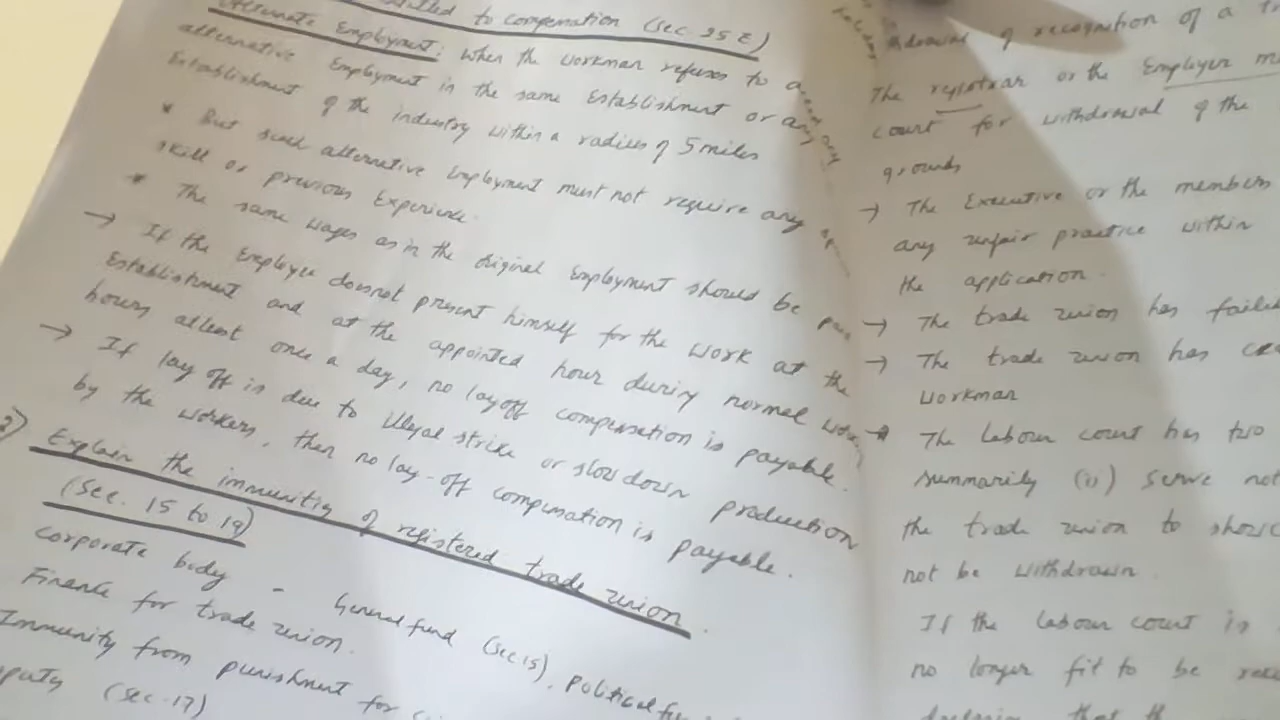 to compensation (Sec. 25 E)
Alternate Employment: When the workman refuses to accept any
alternative Employment in the same Establishment or any
Establishment of the industry within a radius of 5 miles
* But such alternative Employment must not require any
skill or previous Experience.
* The same wages as in the original Employment should be
→ If the Employee doesnot present himself for the work at the
Establishment and at the appointed hour during normal
hours atleast once a day, no layoff compensation is payable.
→ If lay off is due to illegal strike or slow down production
by the workers, then no lay-off compensation is payable.
2) Explain the immunity of registered trade union.
(Sec. 15 to 19)
Corporate body - General fund (Sec 15), Political
Finance for trade union.
Immunity from punishment for
(Sec-17)
of recognition of a
The registrar or the Employer
Court for withdrawal of the
grounds
→ The Executive or the members
any unfair practice within
the application.
→ The trade union has
→ The trade union has
workman
→ The Labour court has two
summarily (ii) serve
the trade union to
not be withdrawn.
If the Labour court is
no longer fit to be
that the